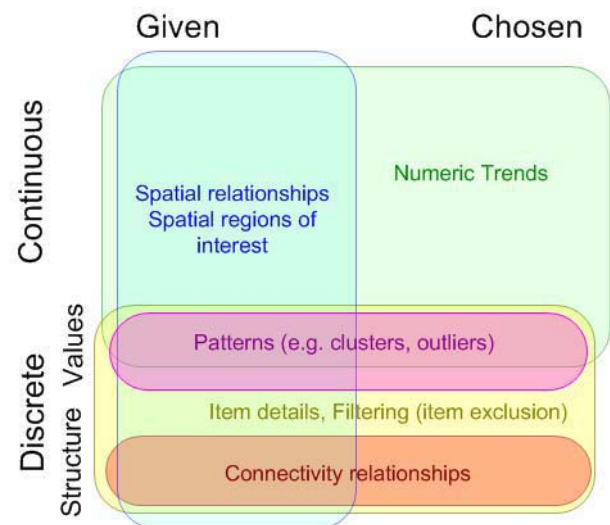 Given
Chosen
Continuous
Numeric Trends
Spatial relationships
Spatial regions of
interest
Discrete
Values
Patterns (e.g. clusters, outliers)
Structure
Item details, Filtering (item exclusion)
Connectivity relationships